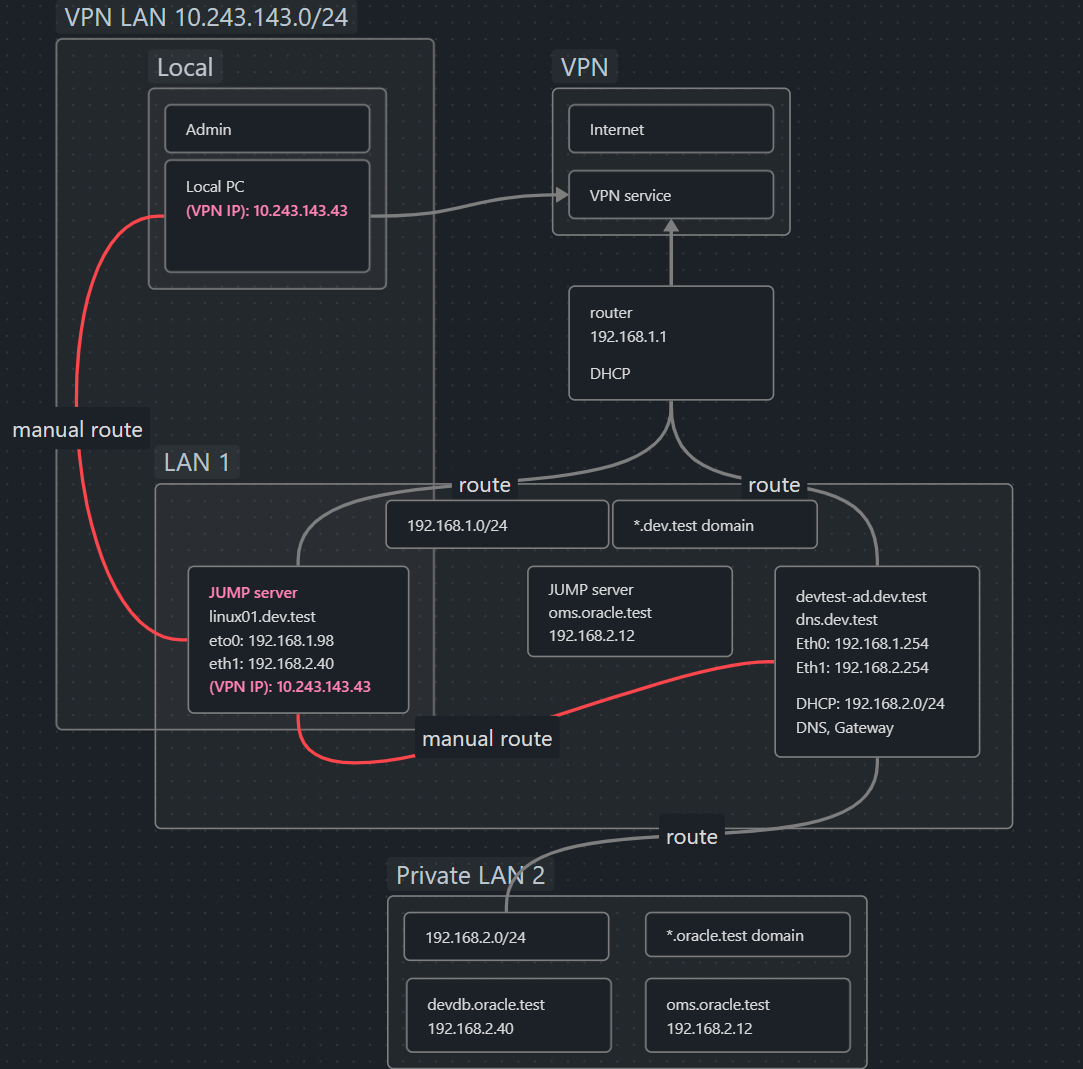 VPN LAN 10.243.143.0/24
Local
Admin
Local PC
(VPN IP): 10.243.143.43
VPN
Internet
VPN service
router
192.168.1.1
DHCP
manual route
LAN 1
route
route
192.168.1.0/24
*.dev.test domain
JUMP server
linux01.dev.test
eto0: 192.168.1.98
eth1: 192.168.2.40
(VPN IP): 10.243.143.43
JUMP server
oms.oracle.test
192.168.2.12
devtest-ad.dev.test
dns.dev.test
Eth0: 192.168.1.254
Eth1: 192.168.2.254
DHCP: 192.168.2.0/24
DNS, Gateway
manual route
route
Private LAN 2
192.168.2.0/24
*.oracle.test domain
devdb.oracle.test
192.168.2.40
oms.oracle.test
192.168.2.12